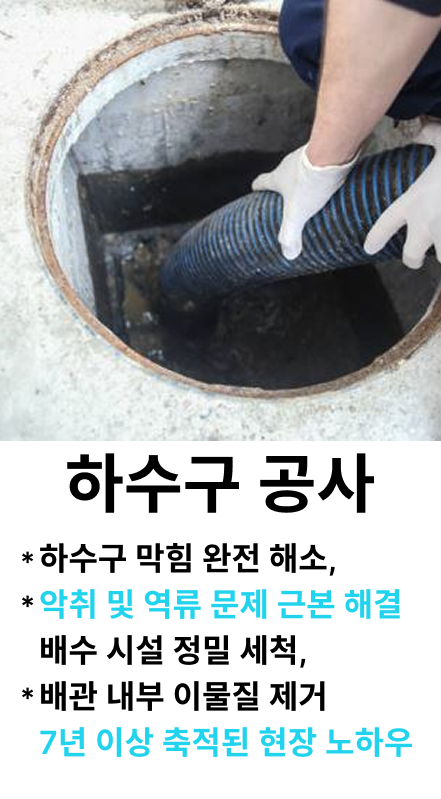 하수구 공사
*하수구 막힘 완전 해소,
*악취 및 역류 문제 근본 해결
배수 시설 정밀 세척,
*배관 내부 이물질 제거
7년 이상 축적된 현장 노하우